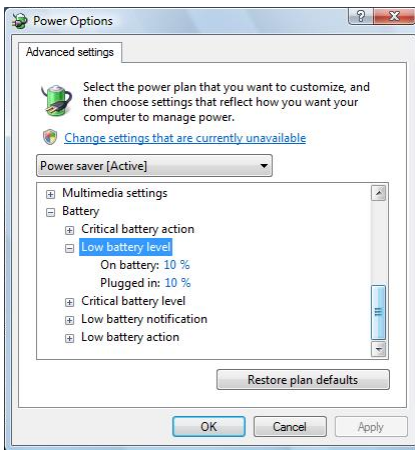 Power Options
Advanced settings
Select the power plan that you want to customize, and
then choose settings that reflect how you want your
computer to manage power.
Change settings that are currently unavailable
Power saver [Active]
Multimedia settings
Battery
Critical battery action
Low battery level
On battery: 10 %
Plugged in: 10 %
Critical battery level
Low battery notification
Low battery action
Restore plan defaults
OK Cancel Apply